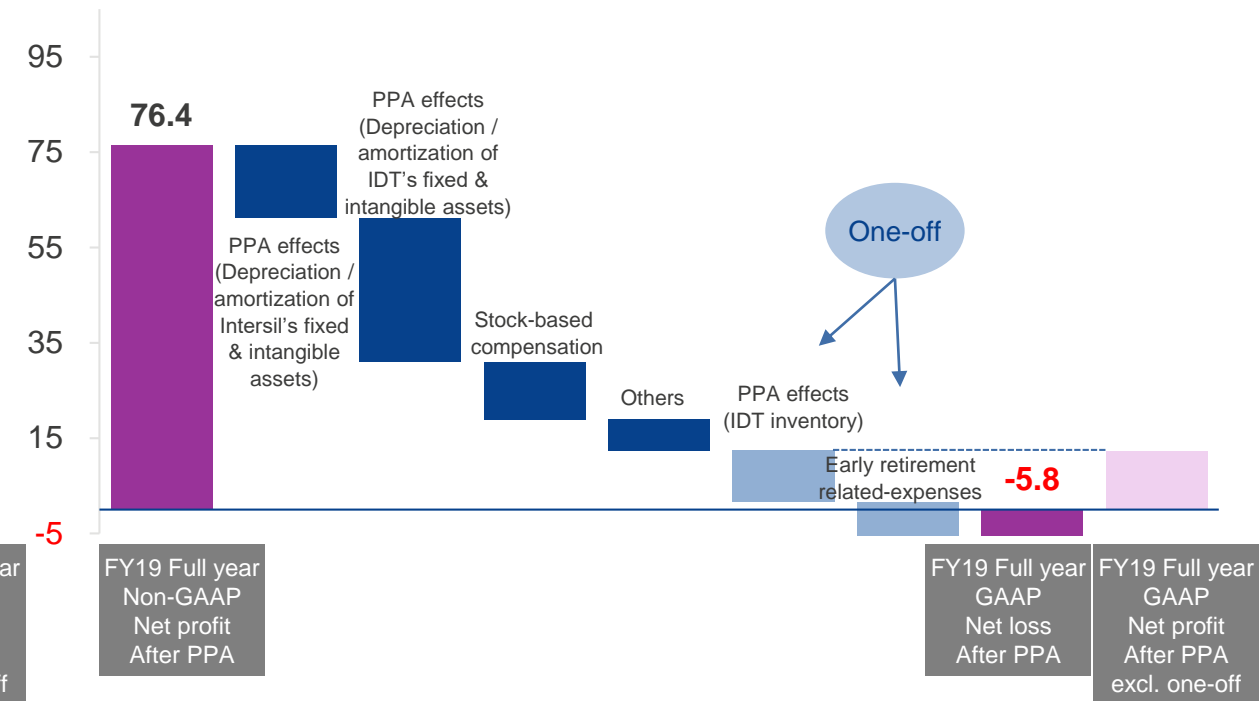 95
75
55
35
15
-5
76.4
PPA effects
(Depreciation /
amortization of
Intersil's fixed
& intangible
assets)
PPA effects
(Depreciation /
amortization of
IDT's fixed &
intangible assets)
Stock-based
compensation
Others
PPA effects
(IDT inventory)
One-off
Early retirement
related-expenses
-5.8
FY19 Full year
Non-GAAP
Net profit
After PPA
FY19 Full year
GAAP
Net loss
After PPA
FY19 Full year
GAAP
Net profit
After PPA
excl. one-off